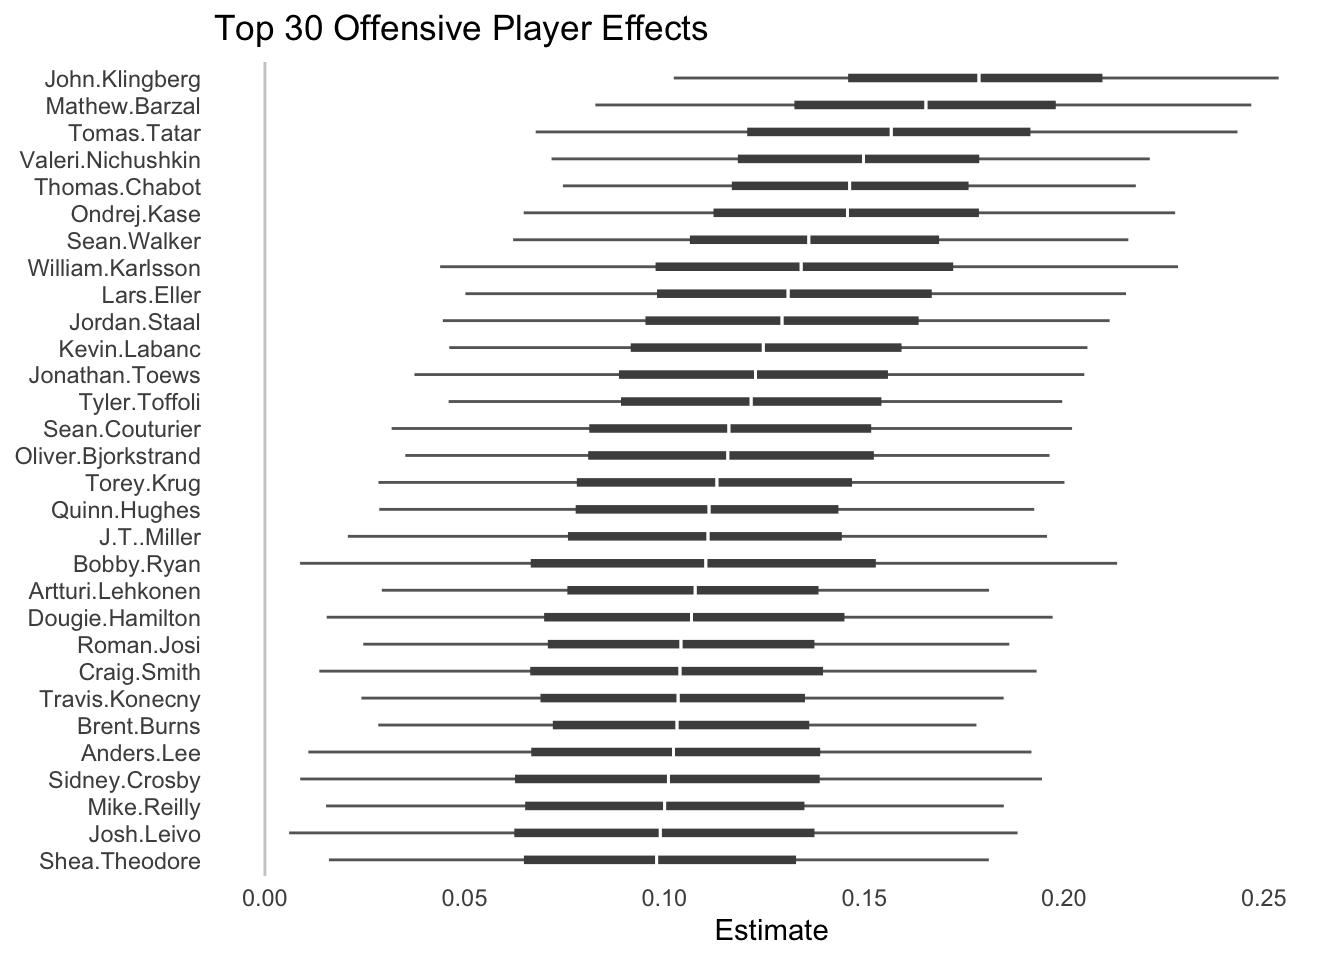 Top 30 Offensive Player Effects
John.Klingberg
Mathew.Barzal
Tomas.Tatar
Valeri.Nichushkin
Thomas.Chabot
Ondrej.Kase
Sean.Walker
William.Karlsson
Lars.Eller
Jordan.Staal
Kevin.Labanc
Jonathan.Toews
Tyler.Toffoli
Sean.Couturier
Oliver.Bjorkstrand
Torey.Krug
Quinn.Hughes
J.T..Miller
Bobby.Ryan
Artturi.Lehkonen
Dougie.Hamilton
Roman.Josi
Craig.Smith
Travis.Konecny
Brent.Burns
Anders.Lee
Sidney.Crosby
Mike.Reilly
Josh.Leivo
Shea.Theodore
0.00 0.05 0.10 0.15 0.20 0.25
Estimate